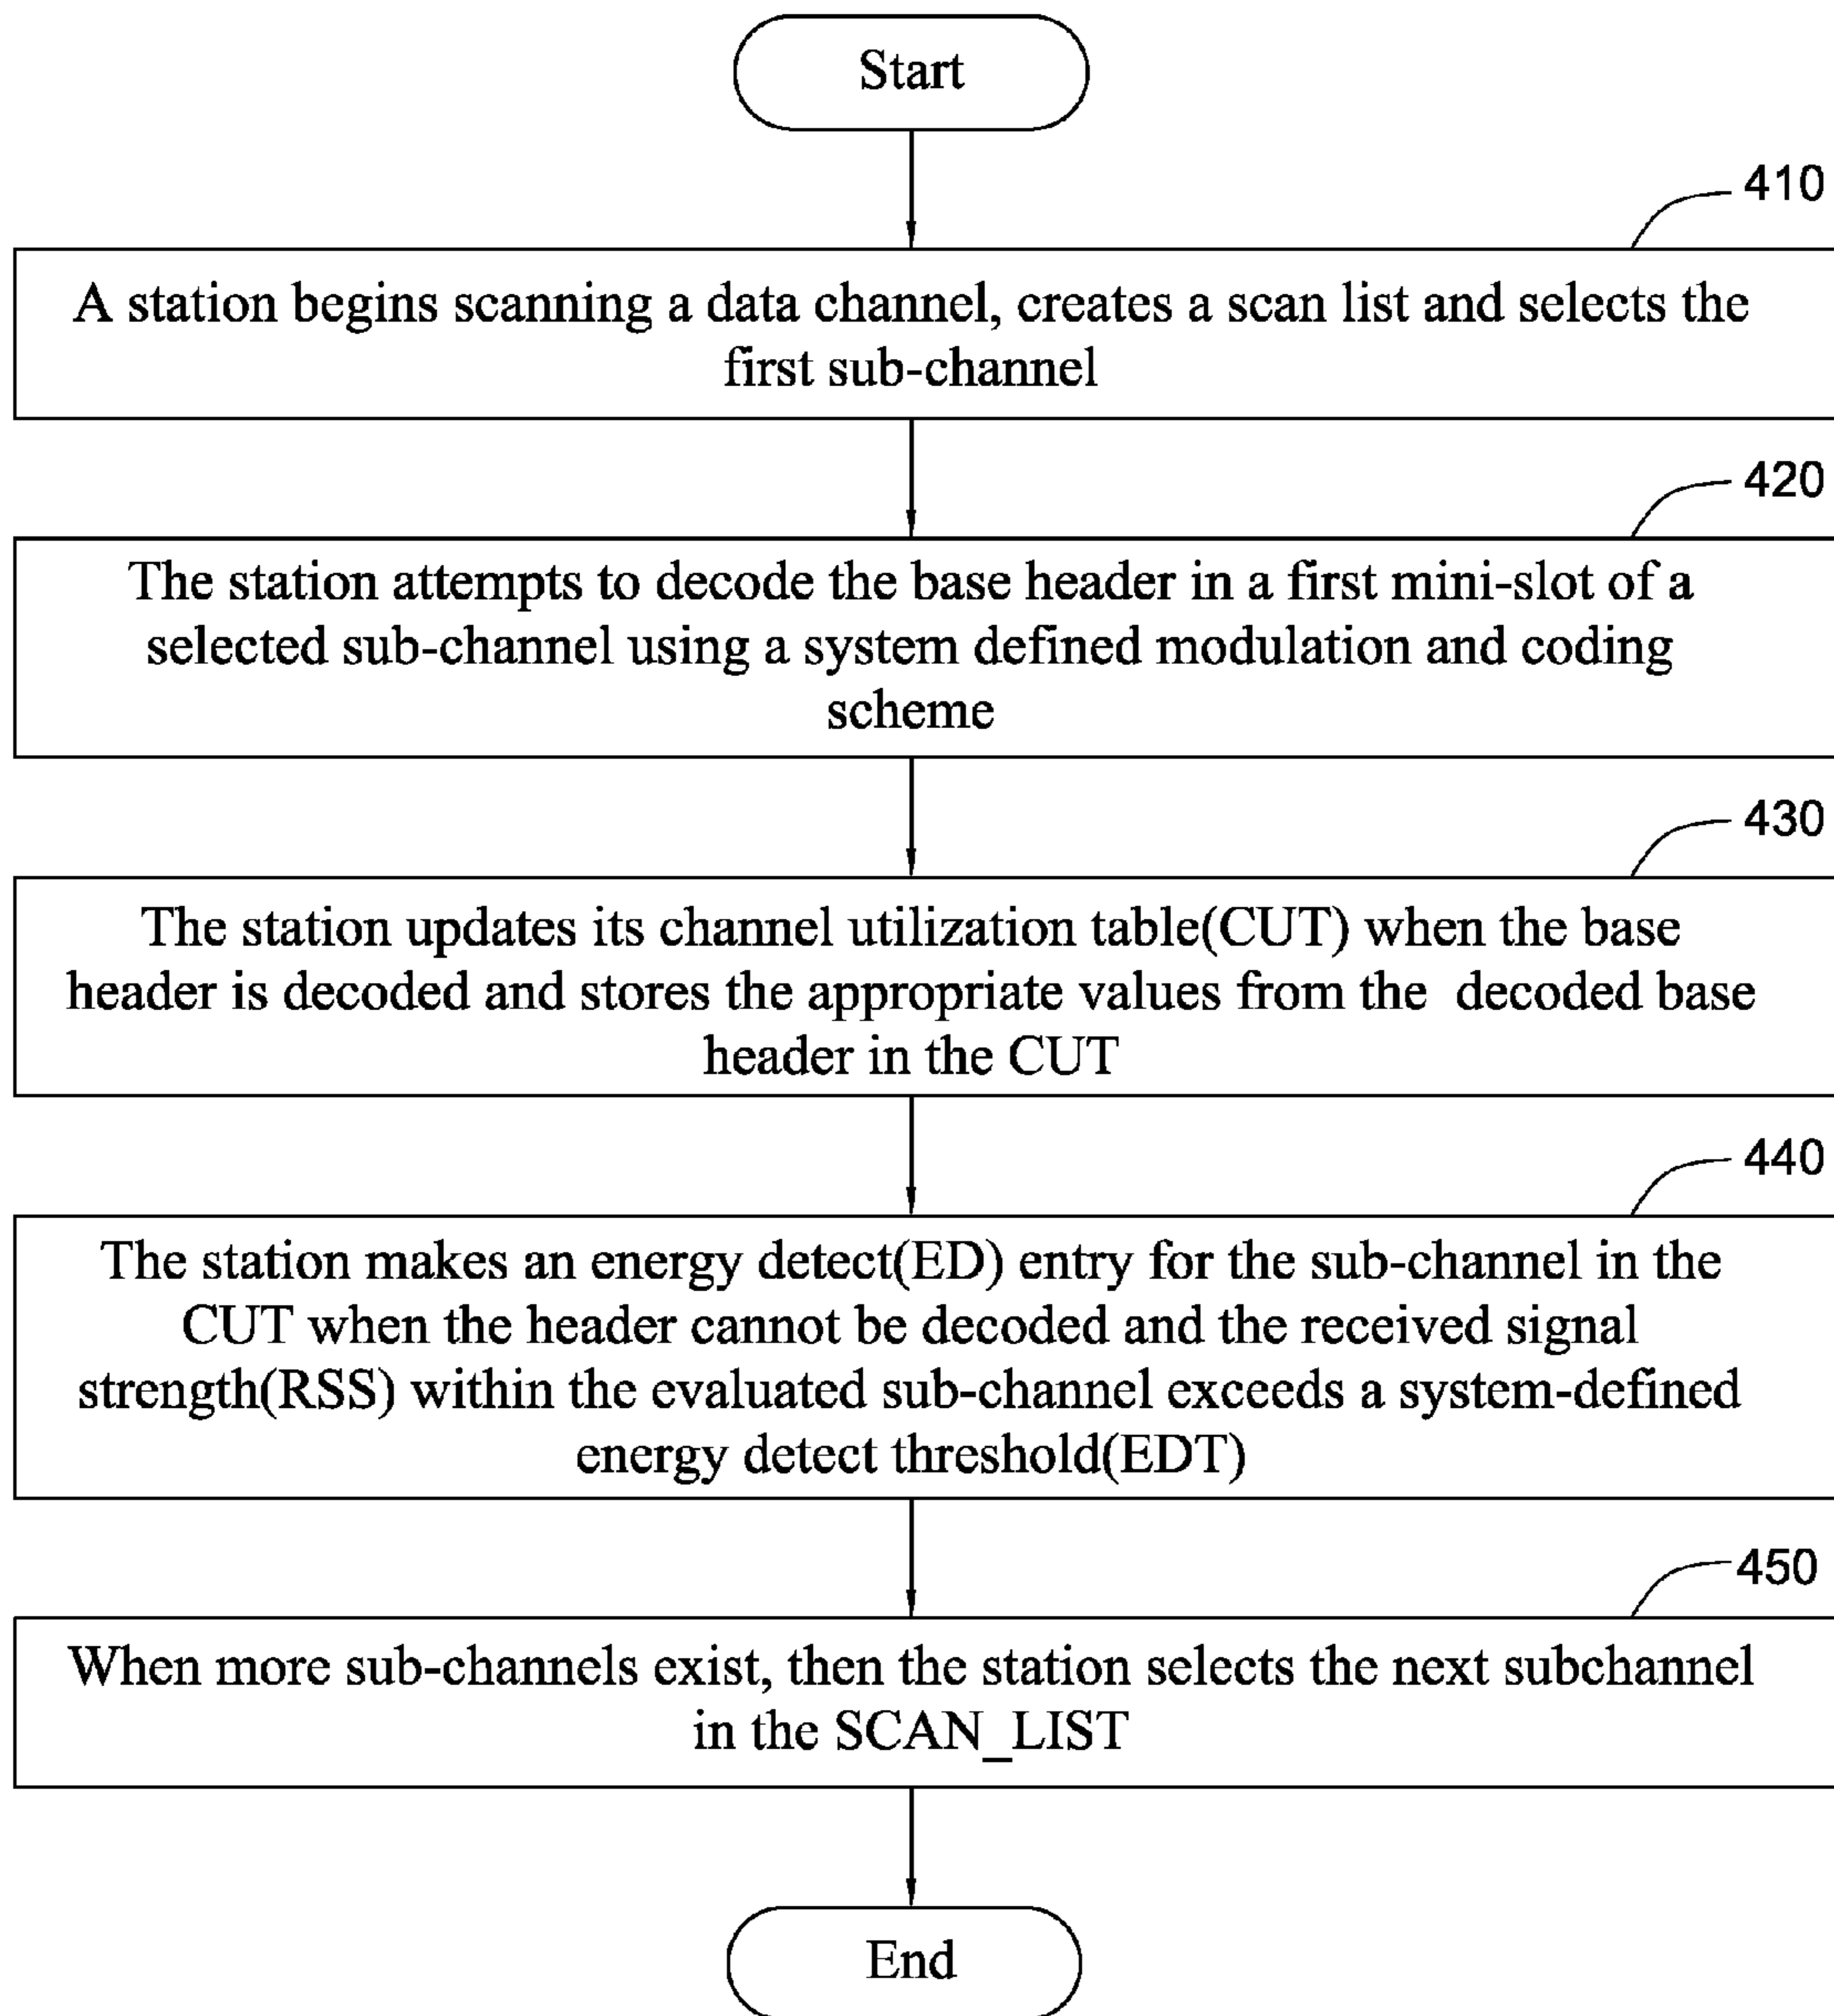 Start
410
A station begins scanning a data channel, creates a scan list and selects the
first sub-channel
420
The station attempts to decode the base header in a first mini-slot of a
selected sub-channel using a system defined modulation and coding
scheme
430
The station updates its channel utilization table(CUT) when the base
header is decoded and stores the appropriate values from the decoded base
header in the CUT
440
The station makes an energy detect(ED) entry for the sub-channel in the
CUT when the header cannot be decoded and the received signal
strength(RSS) within the evaluated sub-channel exceeds a system-defined
energy detect threshold(EDT)
450
When more sub-channels exist, then the station selects the next subchannel
in the SCAN_LIST
End